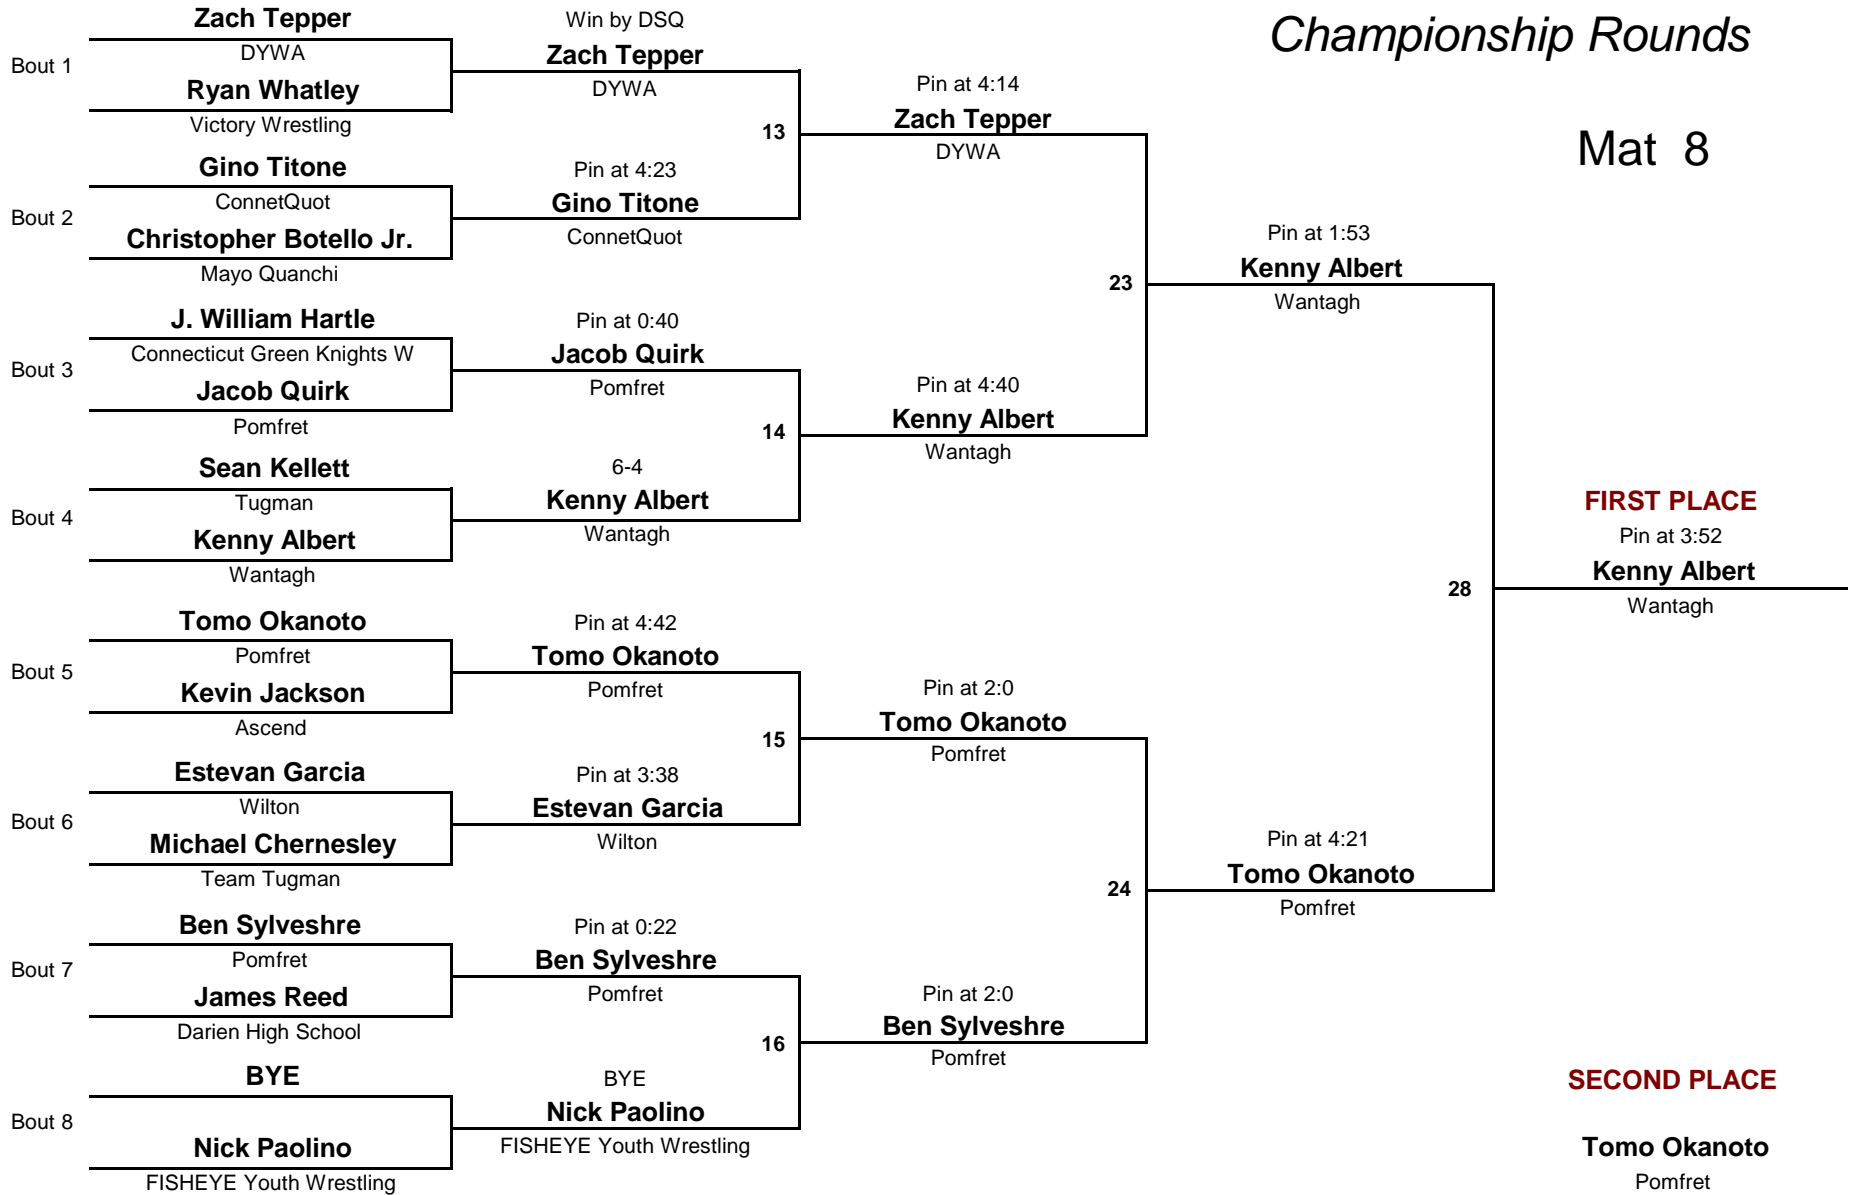 Championship Rounds
Mat 8
Bout 1
Zach Tepper
DYWA
Ryan Whatley
Victory Wrestling
Bout 2
Gino Titone
ConnetQuot
Christopher Botello Jr.
Mayo Quanchi
Bout 3
J. William Hartle
Connecticut Green Knights W
Jacob Quirk
Pomfret
Bout 4
Sean Kellett
Tugman
Kenny Albert
Wantagh
Bout 5
Tomo Okanoto
Pomfret
Kevin Jackson
Ascend
Bout 6
Estevan Garcia
Wilton
Michael Chernesley
Team Tugman
Bout 7
Ben Sylveshre
Pomfret
James Reed
Darien High School
Bout 8
BYE
Nick Paolino
FISHEYE Youth Wrestling
Win by DSQ
Zach Tepper
DYWA
13
Pin at 4:23
Gino Titone
ConnetQuot
Pin at 0:40
Jacob Quirk
Pomfret
14
6-4
Kenny Albert
Wantagh
Pin at 4:42
Tomo Okanoto
Pomfret
15
Pin at 3:38
Estevan Garcia
Wilton
Pin at 0:22
Ben Sylveshre
Pomfret
16
BYE
Nick Paolino
FISHEYE Youth Wrestling
Pin at 4:14
Zach Tepper
DYWA
23
Pin at 4:40
Kenny Albert
Wantagh
Pin at 2:0
Tomo Okanoto
Pomfret
24
Pin at 2:0
Ben Sylveshre
Pomfret
Pin at 1:53
Kenny Albert
Wantagh
28
Pin at 4:21
Tomo Okanoto
Pomfret
FIRST PLACE
Pin at 3:52
Kenny Albert
Wantagh
SECOND PLACE
Tomo Okanoto
Pomfret